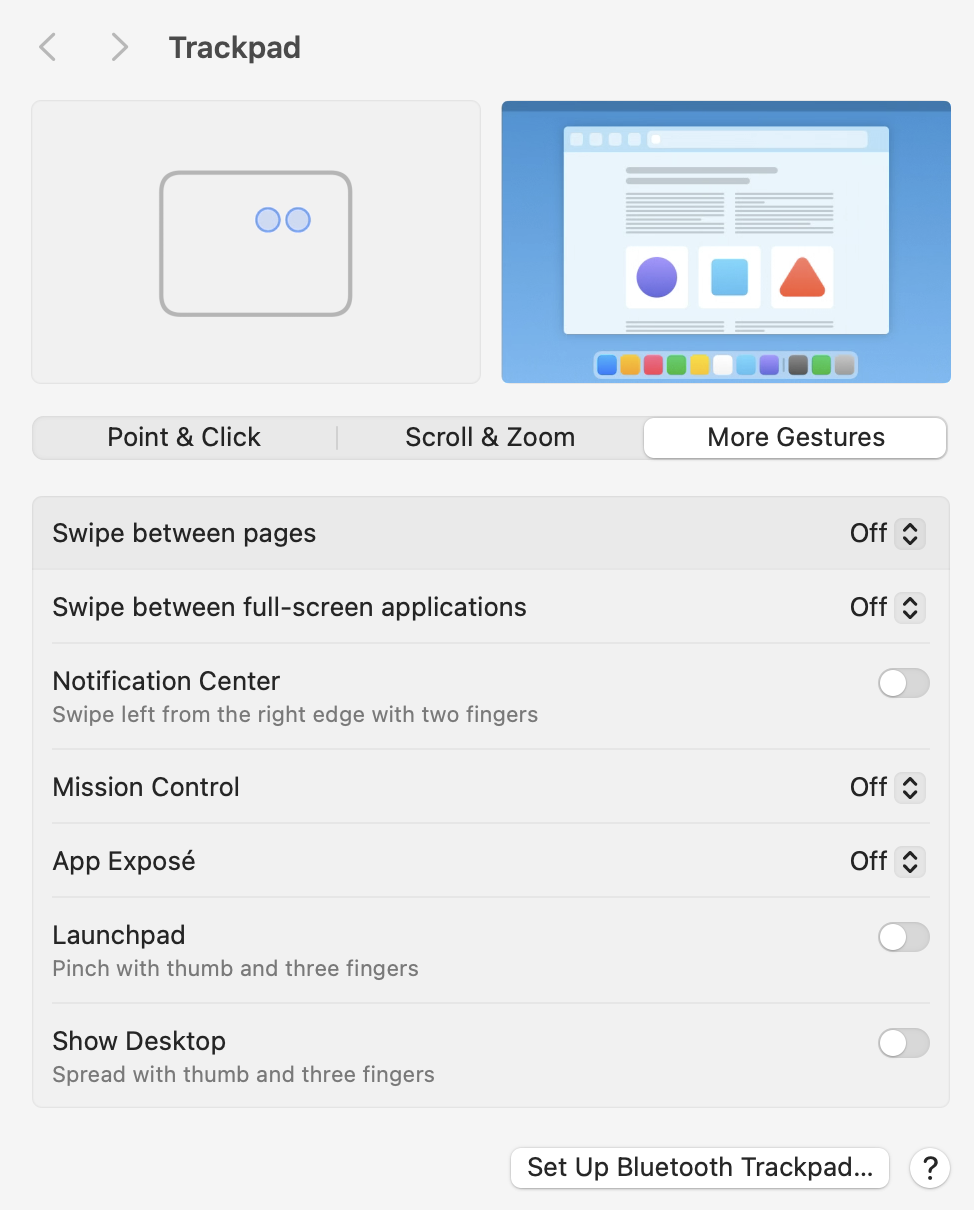 Trackpad
Point & Click
Scroll & Zoom
More Gestures
Swipe between pages
Off
Swipe between full-screen applications
Off
Notification Center
Swipe left from the right edge with two fingers
Mission Control
Off
App Exposé
Off
Launchpad
Pinch with thumb and three fingers
Show Desktop
Spread with thumb and three fingers
Set Up Bluetooth Trackpad...
?